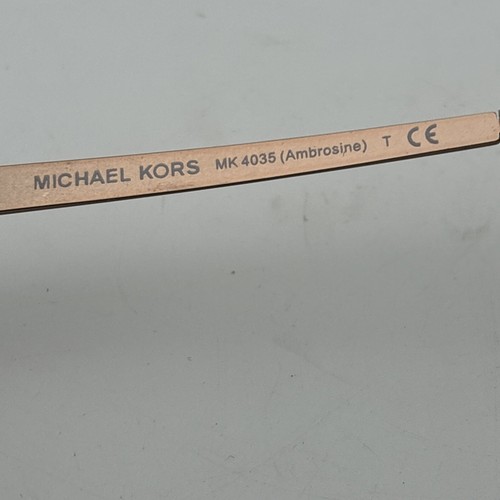 MICHAEL KORS MK 4035 (Ambrosine) T CE